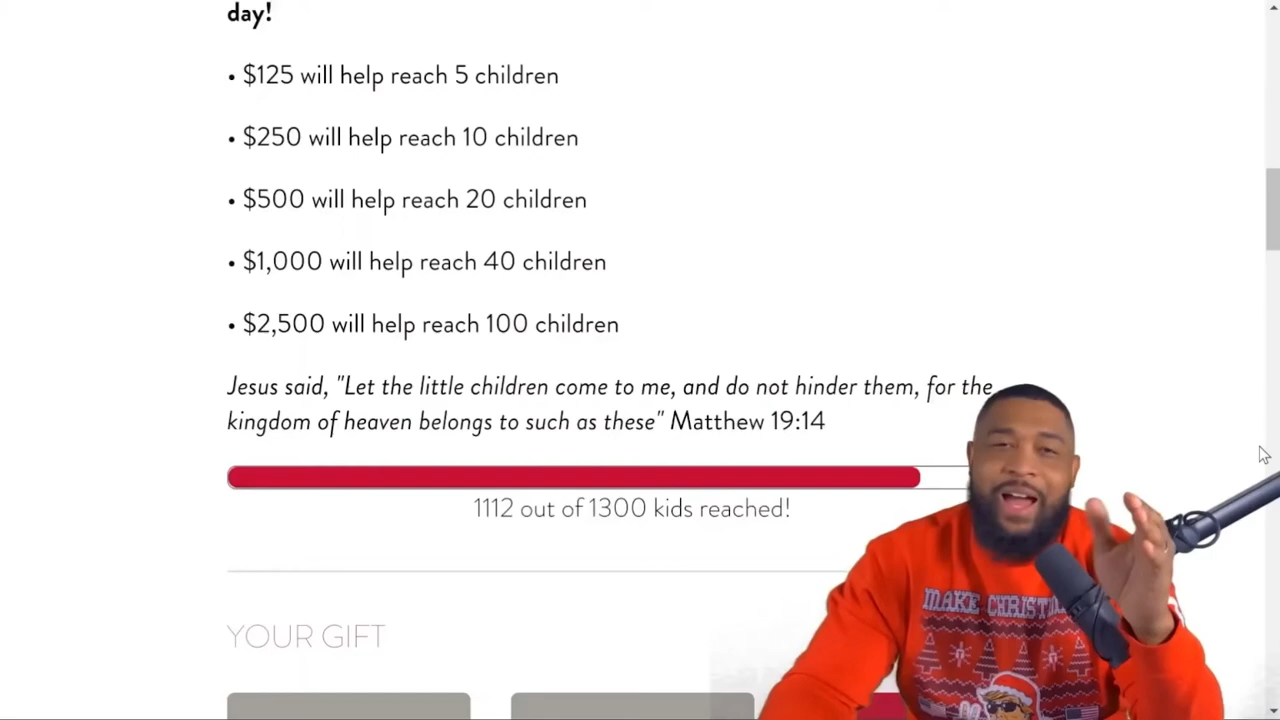 day!
• $125 will help reach 5 children
• $250 will help reach 10 children
• $500 will help reach 20 children
• $1,000 will help reach 40 children
• $2,500 will help reach 100 children
Jesus said, "Let the little children come to me, and do not hinder them, for the
kingdom of heaven belongs to such as these" Matthew 19:14
1112 out of 1300 kids reached!
YOUR GIFT
MAKE CHRIST